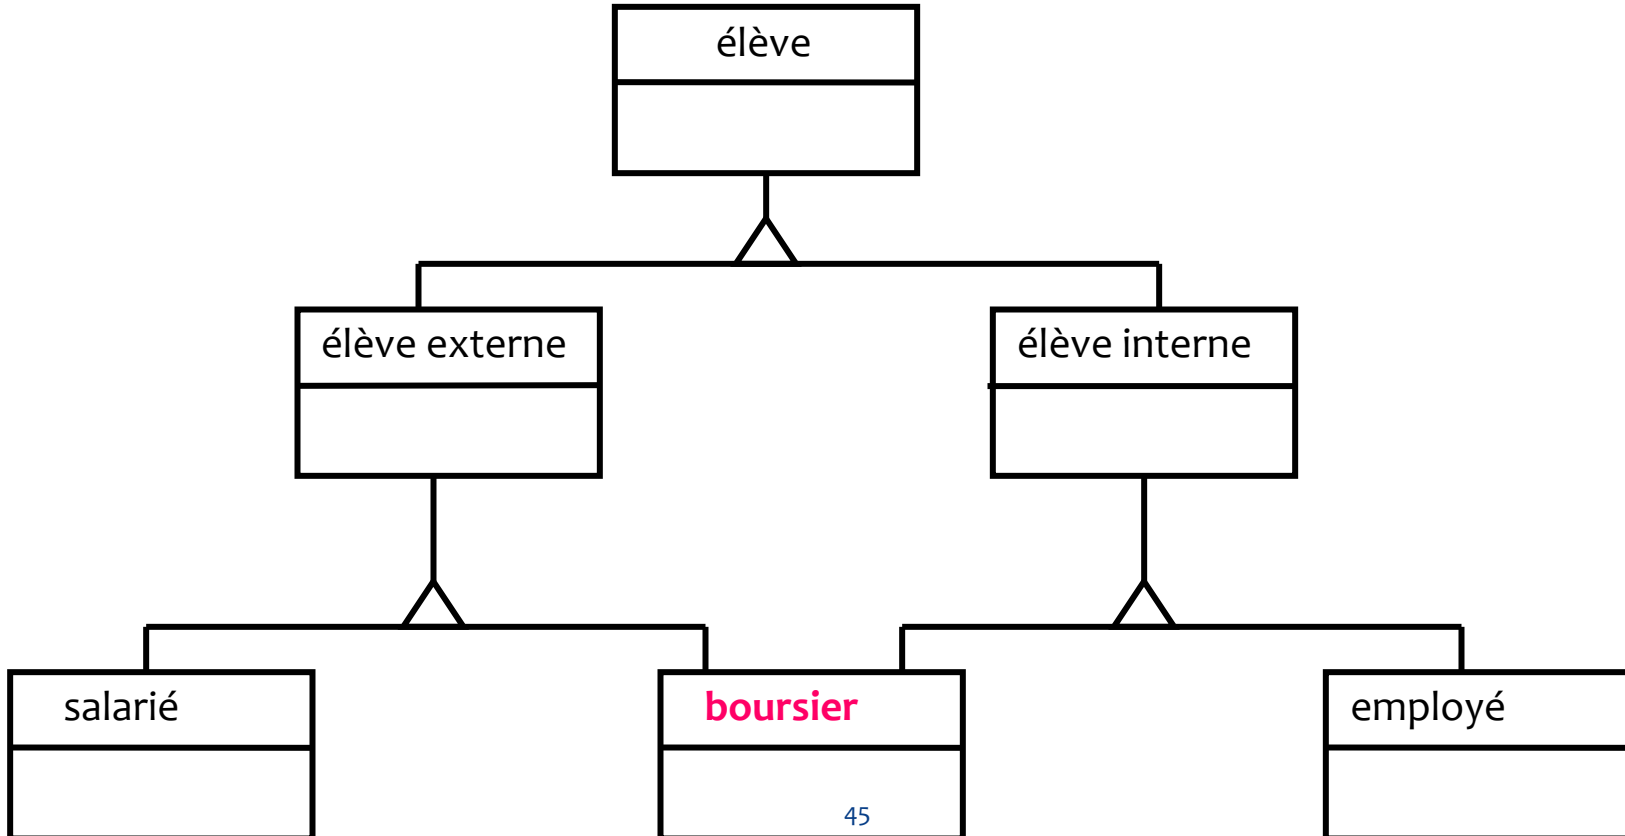 élève
élève externe
élève interne
salarié
boursier
employé
45